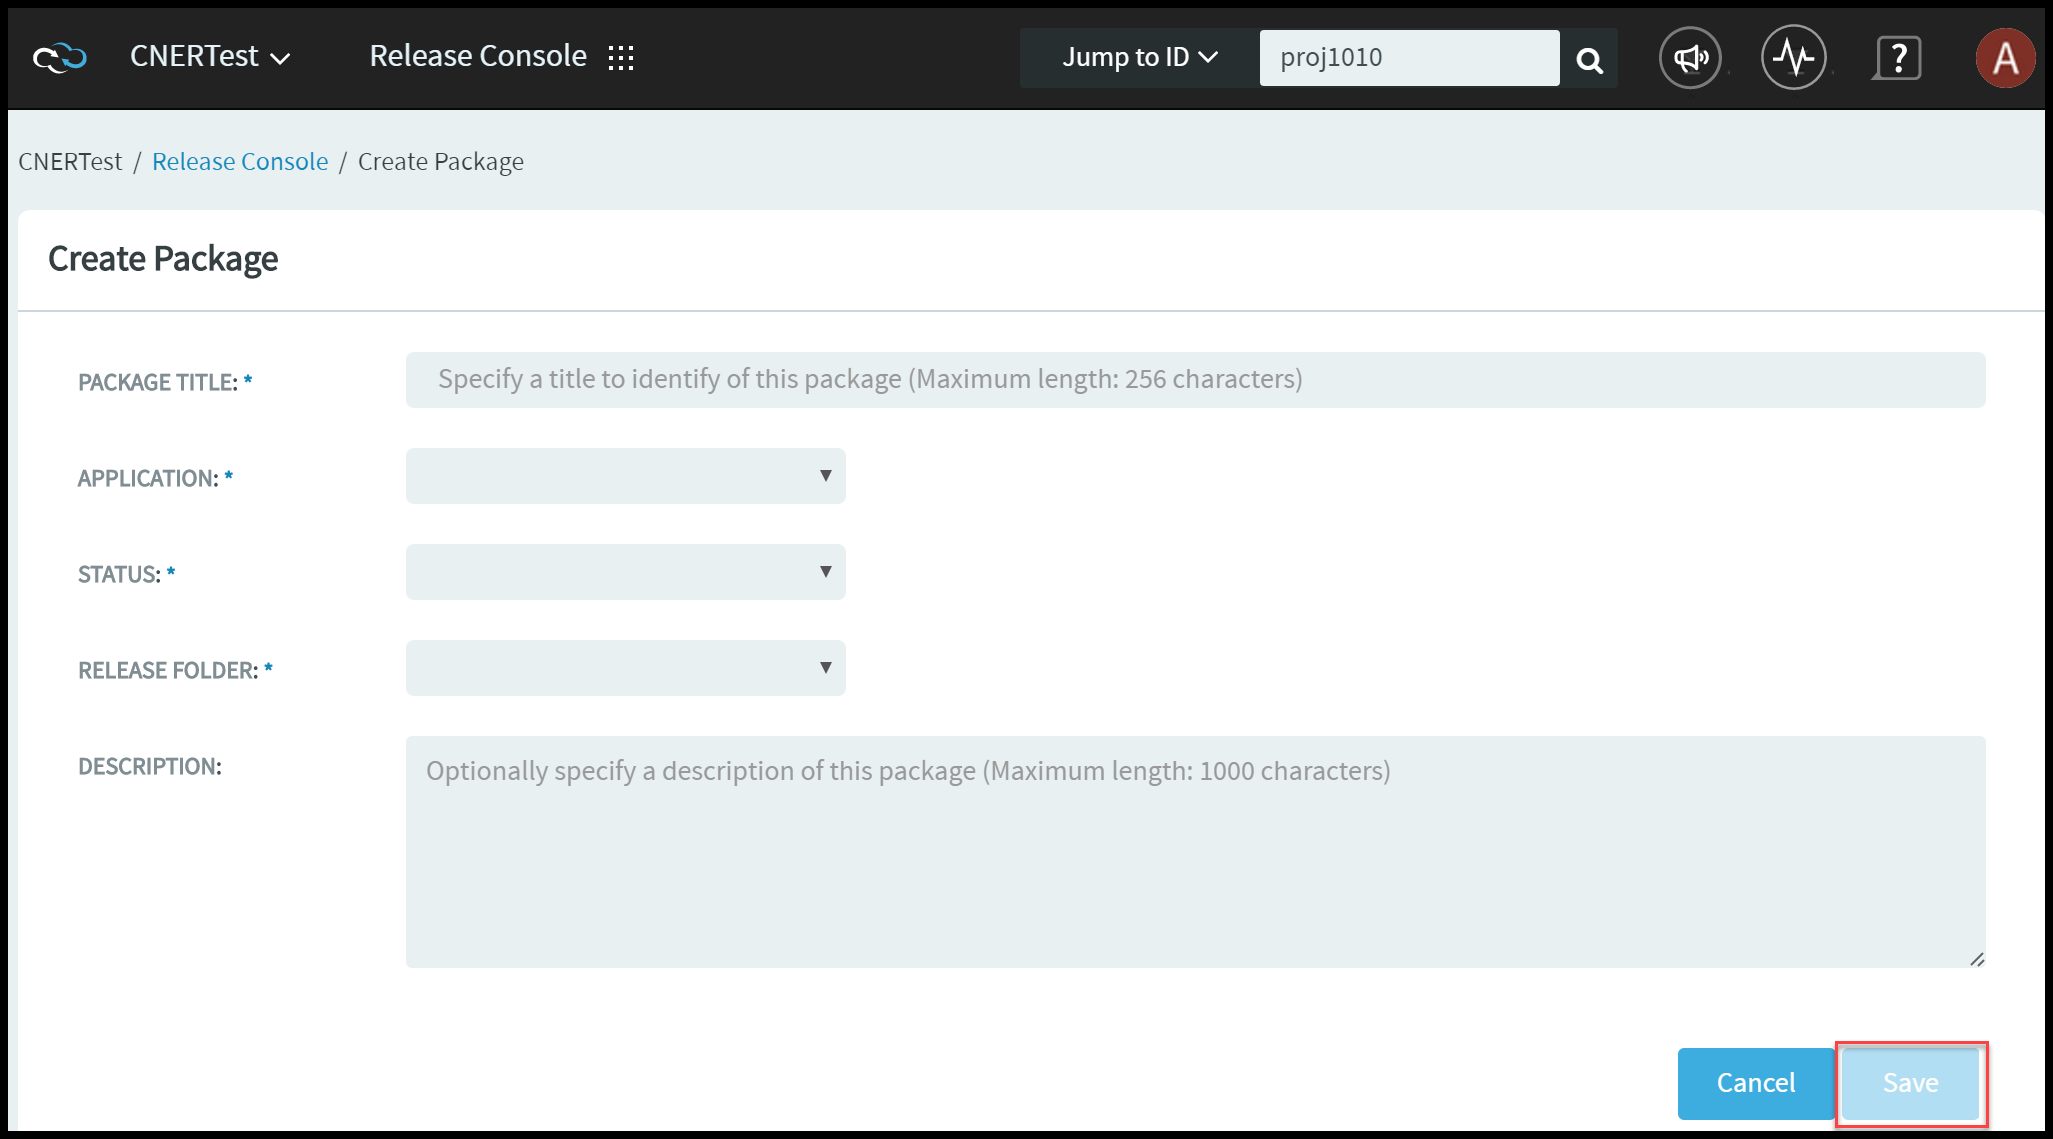 CNERTest
Release Console
Jump to ID
proj1010
?
A
CNERTest / Release Console / Create Package
Create Package
PACKAGE TITLE: *
Specify a title to identify of this package (Maximum length: 256 characters)
APPLICATION: *
STATUS: *
RELEASE FOLDER: *
DESCRIPTION:
Optionally specify a description of this package (Maximum length: 1000 characters)
Cancel
Save